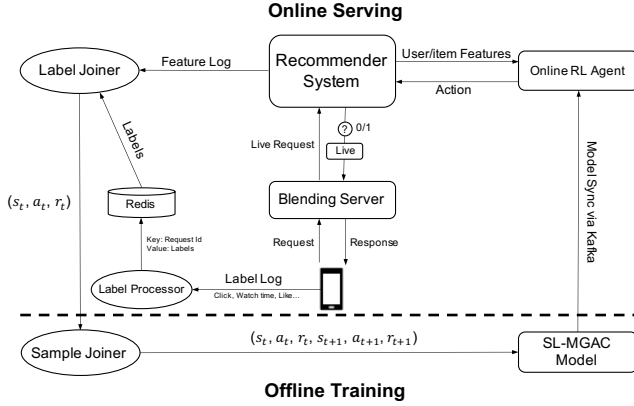 Online Serving
Label Joiner
Feature Log
Recommender
System
User/item Features
Action
Online RL Agent
? 0/1
Live Request
Live
Labels
Redis
Blending Server
Model Sync via Kafka
(s_t, a_t, r_t)
Key: Request Id
Value: Labels
Request
Response
Label Processor
Label Log
Click, Watch time, Like...
Sample Joiner
(s_t, a_t, r_t, s_{t+1}, a_{t+1}, r_{t+1})
SL-MGAC
Model
Offline Training